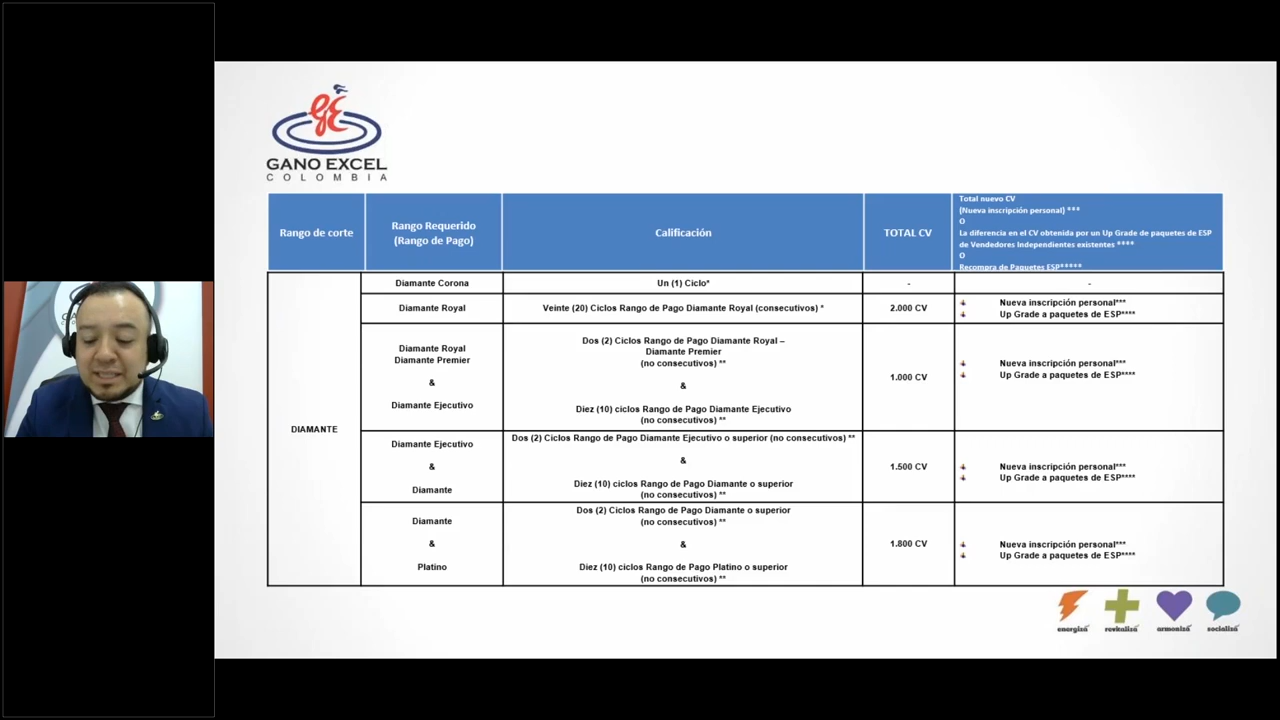 GANO EXCEL
COLOMBIA
Rango de corte
Rango Requerido
(Rango de Pago)
Calificación
TOTAL CV
Total nuevo CV
(Nueva inscripción personal) ***
O
La diferencia en el CV obtenida por un Up Grade de paquetes de ESP
de Vendedores Independientes existentes ****
O
Recompra de Paquetes ESP*****
DIAMANTE
Diamante Corona
Un (1) Ciclo*
-
-
Diamante Royal
Veinte (20) Ciclos Rango de Pago Diamante Royal (consecutivos) *
2.000 CV
Nueva inscripción personal***
Up Grade a paquetes de ESP****
Diamante Royal
Diamante Premier
&
Diamante Ejecutivo
Dos (2) Ciclos Rango de Pago Diamante Royal –
Diamante Premier
(no consecutivos) **
&
Diez (10) ciclos Rango de Pago Diamante Ejecutivo
(no consecutivos) **
1.000 CV
Nueva inscripción personal***
Up Grade a paquetes de ESP****
Diamante Ejecutivo
&
Diamante
Dos (2) Ciclos Rango de Pago Diamante Ejecutivo o superior (no consecutivos) **
&
Diez (10) ciclos Rango de Pago Diamante o superior
(no consecutivos) **
1.500 CV
Nueva inscripción personal***
Up Grade a paquetes de ESP****
Diamante
&
Platino
Dos (2) Ciclos Rango de Pago Diamante o superior
(no consecutivos) **
&
Diez (10) ciclos Rango de Pago Platino o superior
(no consecutivos) **
1.800 CV
Nueva inscripción personal***
Up Grade a paquetes de ESP****
energiza
revitaliza
armoniza
socializa